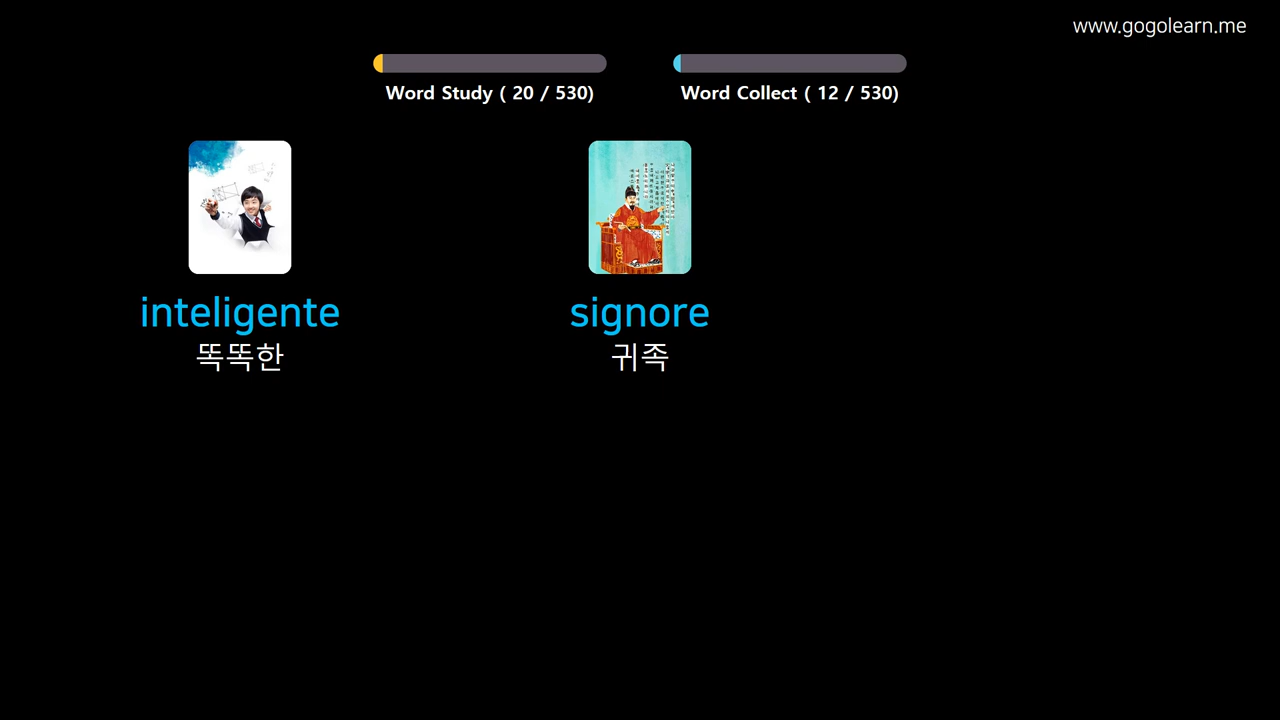 www.gogolearn.me
Word Study ( 20 / 530)
Word Collect ( 12 / 530)
inteligente
똑똑한
signore
귀족